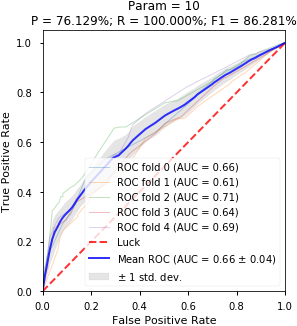 Param = 10
P = 76.129%; R = 100.000%; F1 = 86.281%
1.0
0.8
0.6
0.4
0.2
0.0
True Positive Rate
ROC fold 0 (AUC = 0.66)
ROC fold 1 (AUC = 0.61)
ROC fold 2 (AUC = 0.71)
ROC fold 3 (AUC = 0.64)
ROC fold 4 (AUC = 0.69)
Luck
Mean ROC (AUC = 0.66 ± 0.04)
± 1 std. dev.
0.0 0.2 0.4 0.6 0.8 1.0
False Positive Rate